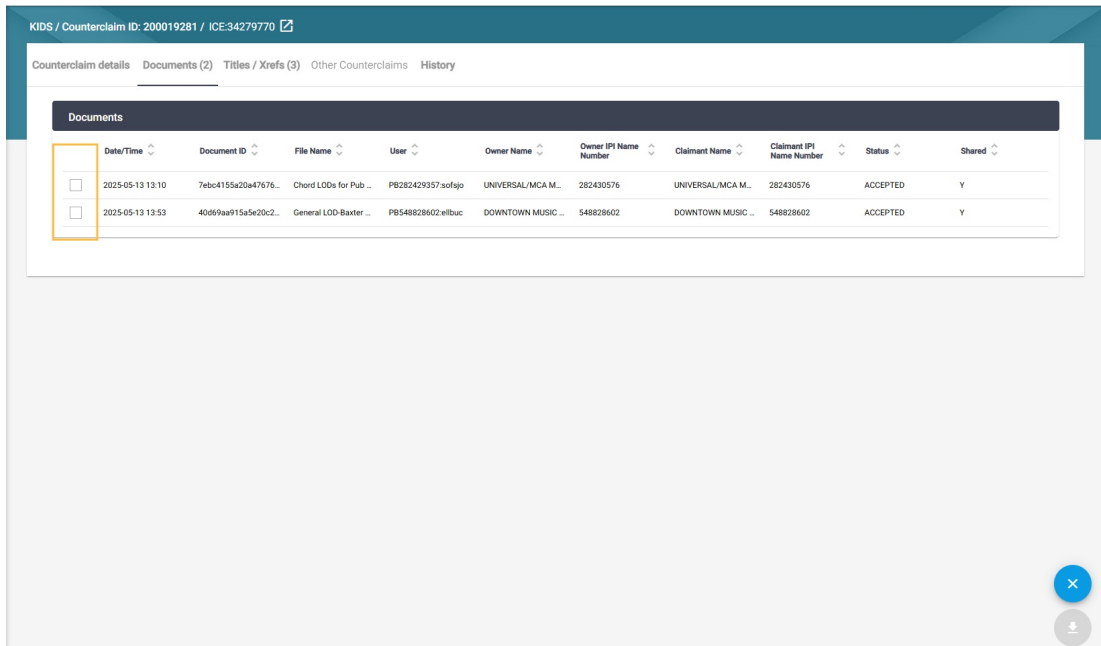 KIDS / Counterclaim ID: 200019281 / ICE:34279770
Counterclaim details Documents (2) Titles / Xrefs (3) Other Counterclaims History
Documents
Date/Time Document ID File Name User Owner Name Owner IPI Name Number Claimant Name Claimant IPI Name Number Status Shared
2025-05-13 13:10 7ebc4155a20a47676... Chord LODs for Pub ... PB282429357:sofsjo UNIVERSAL/MCA M... 282430576 UNIVERSAL/MCA M... 282430576 ACCEPTED Y
2025-05-13 13:53 40d69aa915a5e20c2... General LOD-Baxter ... PB548828602:ellbuc DOWNTOWN MUSIC ... 548828602 DOWNTOWN MUSIC ... 548828602 ACCEPTED Y